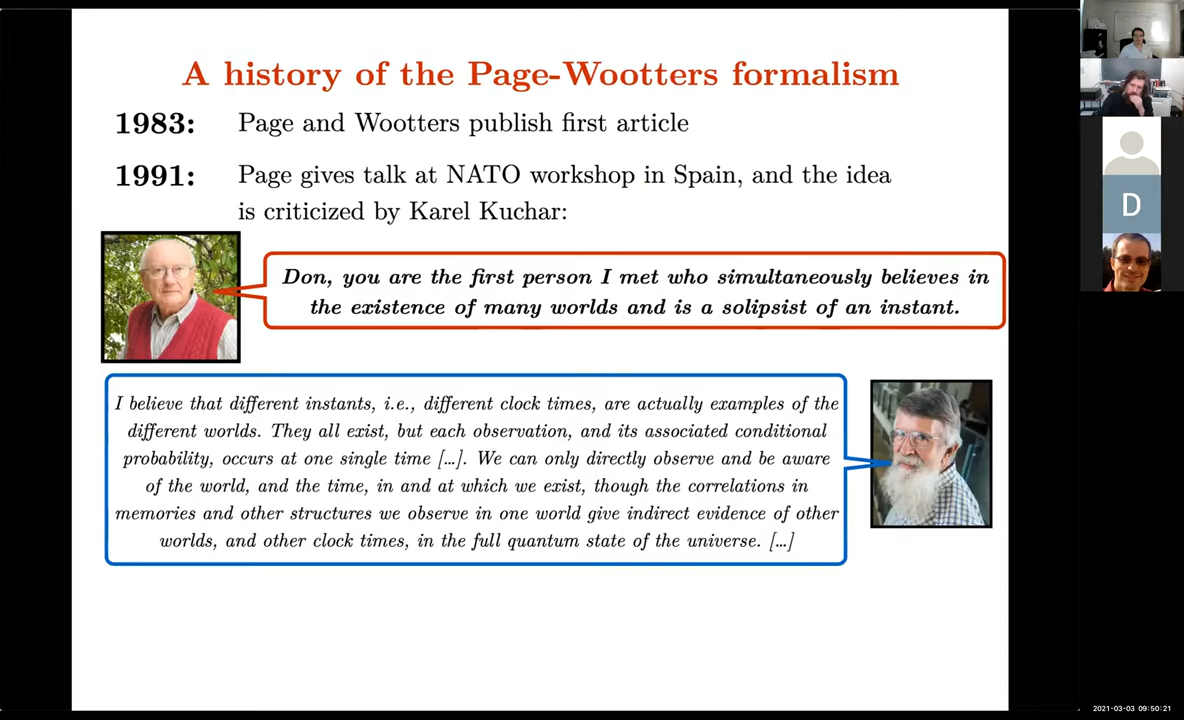 A history of the Page-Wootters formalism
1983: Page and Wootters publish first article
1991: Page gives talk at NATO workshop in Spain, and the idea
is criticized by Karel Kuchar:
Don, you are the first person I met who simultaneously believes in
the existence of many worlds and is a solipsist of an instant.
I believe that different instants, i.e., different clock times, are actually examples of the
different worlds. They all exist, but each observation, and its associated conditional
probability, occurs at one single time […]. We can only directly observe and be aware
of the world, and the time, in and at which we exist, though the correlations in
memories and other structures we observe in one world give indirect evidence of other
worlds, and other clock times, in the full quantum state of the universe. […]
D
2021-03-03 09:50:21